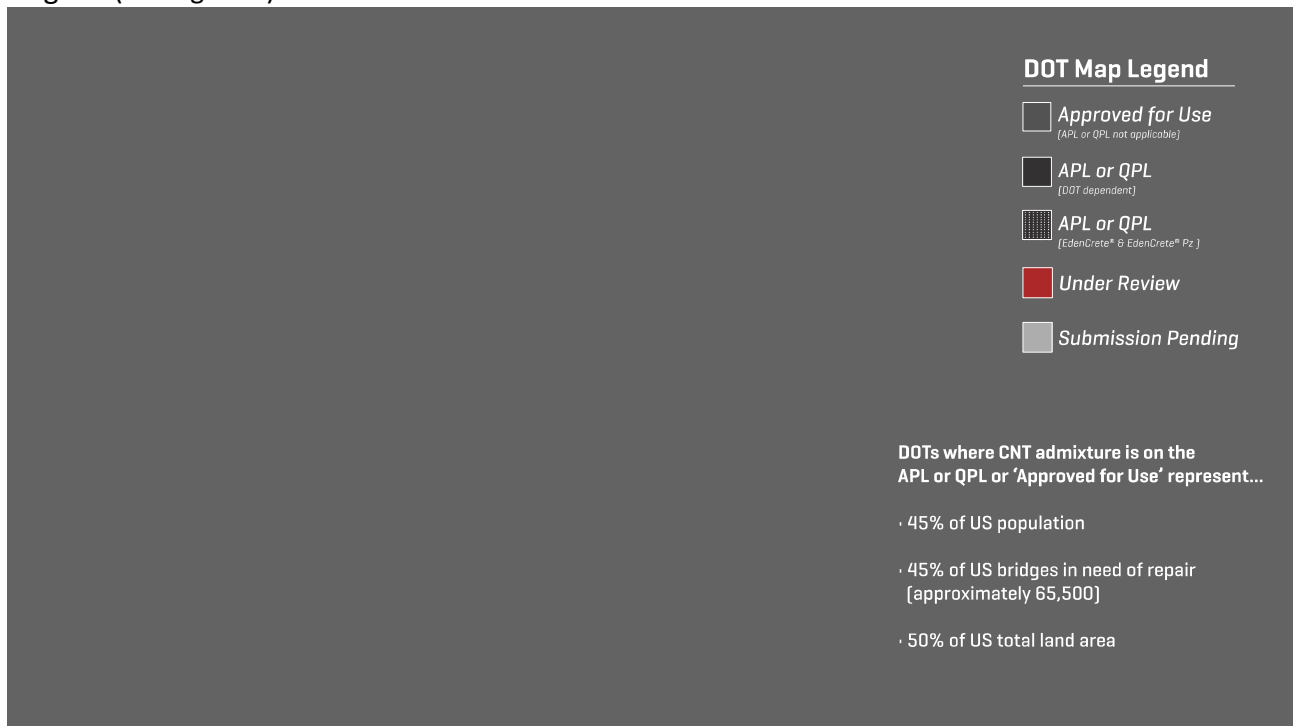 DOT Map Legend
Approved for Use
[APL or QPL not applicable]
APL or QPL
[DOT dependent]
APL or QPL
[EdenCrete® & EdenCrete® Pz ]
Under Review
Submission Pending
DOTs where CNT admixture is on the
APL or QPL or ‘Approved for Use’ represent...
· 45% of US population
· 45% of US bridges in need of repair
[approximately 65,500]
· 50% of US total land area